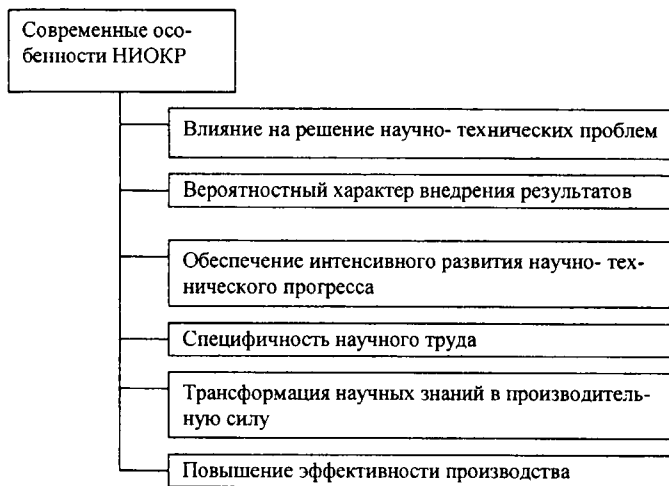 Современные осо-
бенности НИОКР
Влияние на решение научно- технических проблем
Вероятностный характер внедрения результатов
Обеспечение интенсивного развития научно- тех-
нического прогресса
Специфичность научного труда
Трансформация научных знаний в производитель-
ную силу
Повышение эффективности производства